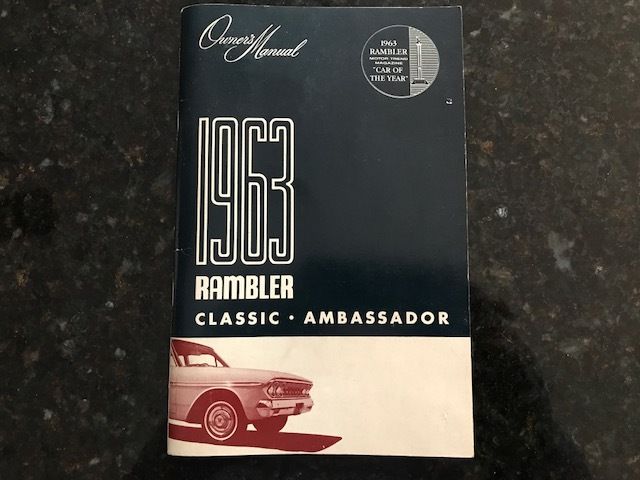 Owner's Manual
1963
RAMBLER
MOTOR TREND
MAGAZINE
"CAR OF
THE YEAR"
1963
RAMBLER
CLASSIC • AMBASSADOR